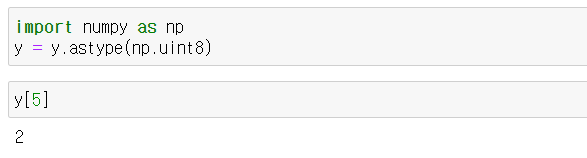 import numpy as np
y = y.astype(np.uint8)
y[5]
2